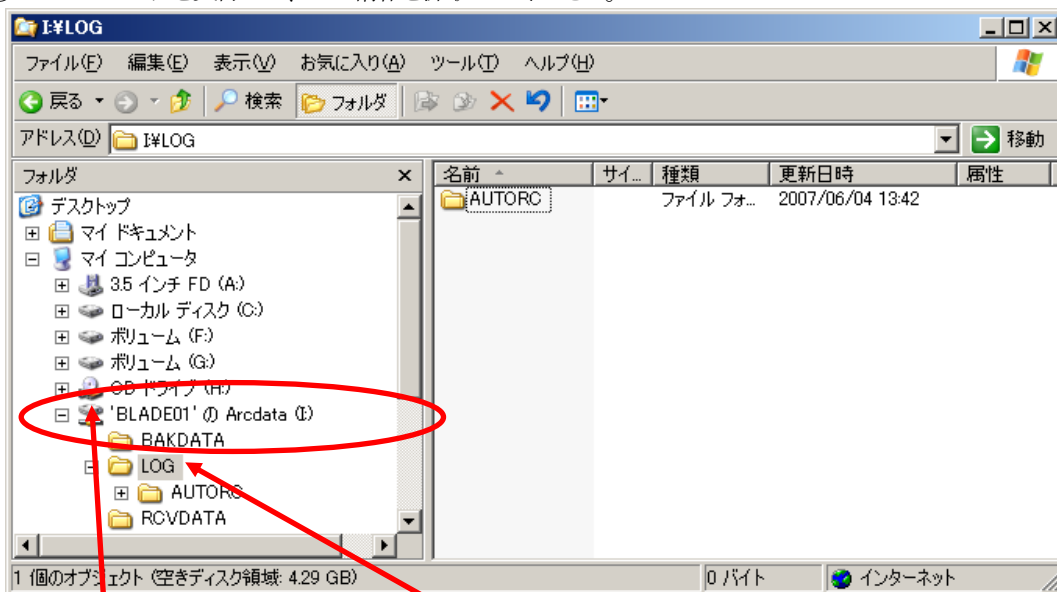 I:¥LOG
ファイル(F) 編集(E) 表示(V) お気に入り(A) ツール(T) ヘルプ(H)
戻る 検索 フォルダ
アドレス(D) I:¥LOG 移動
フォルダ x
名前 サイ... 種類 更新日時 属性
デスクトップ
AUTORC ファイル フォ... 2007/06/04 13:42
マイ ドキュメント
マイ コンピュータ
3.5 インチ FD (A:)
ローカル ディスク (C:)
ボリューム (F:)
ボリューム (G:)
CD ドライブ (H:)
'BLADE01' の Arcdata (I:)
BAKDATA
LOG
AUTORC
RCVDATA
1 個のオブジェクト (空きディスク領域: 4.29 GB) 0 バイト インターネット